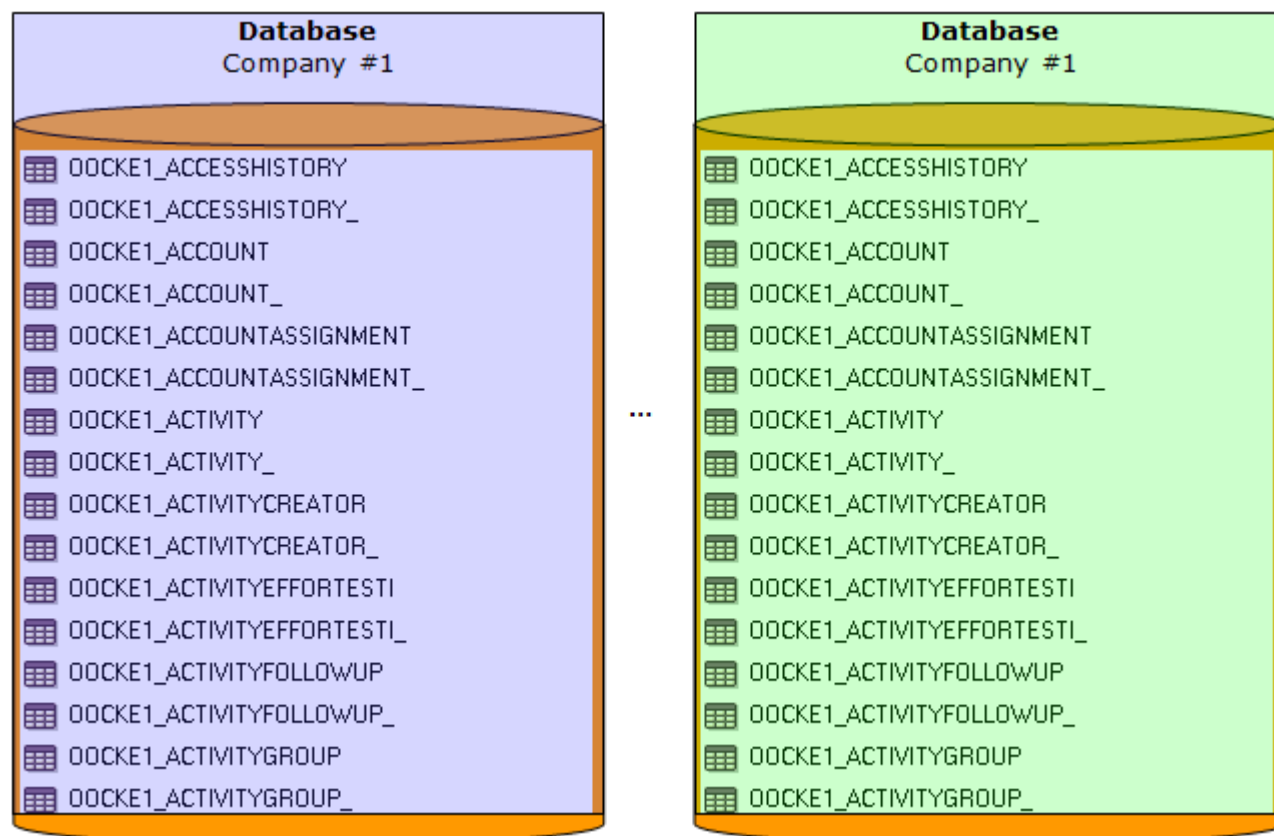 Database
Company #1
OOCKE1_ACCESSHISTORY
OOCKE1_ACCESSHISTORY_
OOCKE1_ACCOUNT
OOCKE1_ACCOUNT_
OOCKE1_ACCOUNTASSIGNMENT
OOCKE1_ACCOUNTASSIGNMENT_
OOCKE1_ACTIVITY
OOCKE1_ACTIVITY_
OOCKE1_ACTIVITYCREATOR
OOCKE1_ACTIVITYCREATOR_
OOCKE1_ACTIVITYEFFORTESTI
OOCKE1_ACTIVITYEFFORTESTI_
OOCKE1_ACTIVITYFOLLOWUP
OOCKE1_ACTIVITYFOLLOWUP_
OOCKE1_ACTIVITYGROUP
OOCKE1_ACTIVITYGROUP_
...
Database
Company #1
OOCKE1_ACCESSHISTORY
OOCKE1_ACCESSHISTORY_
OOCKE1_ACCOUNT
OOCKE1_ACCOUNT_
OOCKE1_ACCOUNTASSIGNMENT
OOCKE1_ACCOUNTASSIGNMENT_
OOCKE1_ACTIVITY
OOCKE1_ACTIVITY_
OOCKE1_ACTIVITYCREATOR
OOCKE1_ACTIVITYCREATOR_
OOCKE1_ACTIVITYEFFORTESTI
OOCKE1_ACTIVITYEFFORTESTI_
OOCKE1_ACTIVITYFOLLOWUP
OOCKE1_ACTIVITYFOLLOWUP_
OOCKE1_ACTIVITYGROUP
OOCKE1_ACTIVITYGROUP_